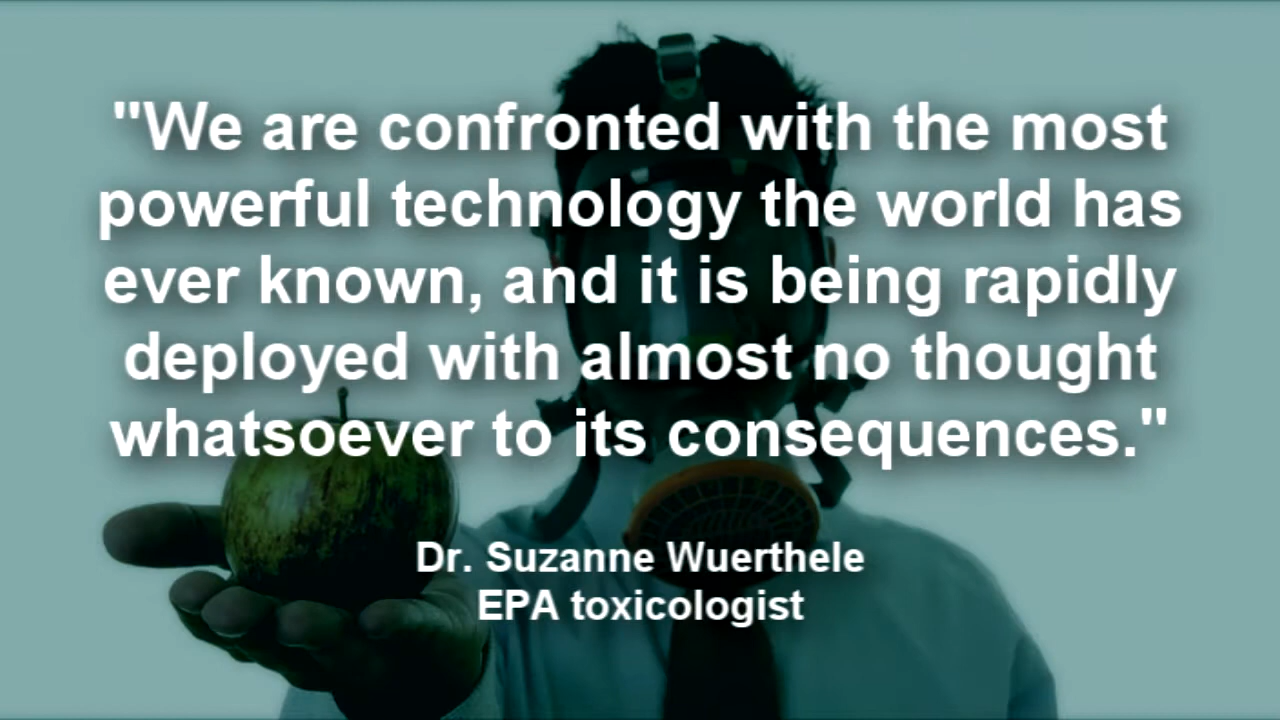 "We are confronted with the most
powerful technology the world has
ever known, and it is being rapidly
deployed with almost no thought
whatsoever to its consequences."
Dr. Suzanne Wuerthele
EPA toxicologist